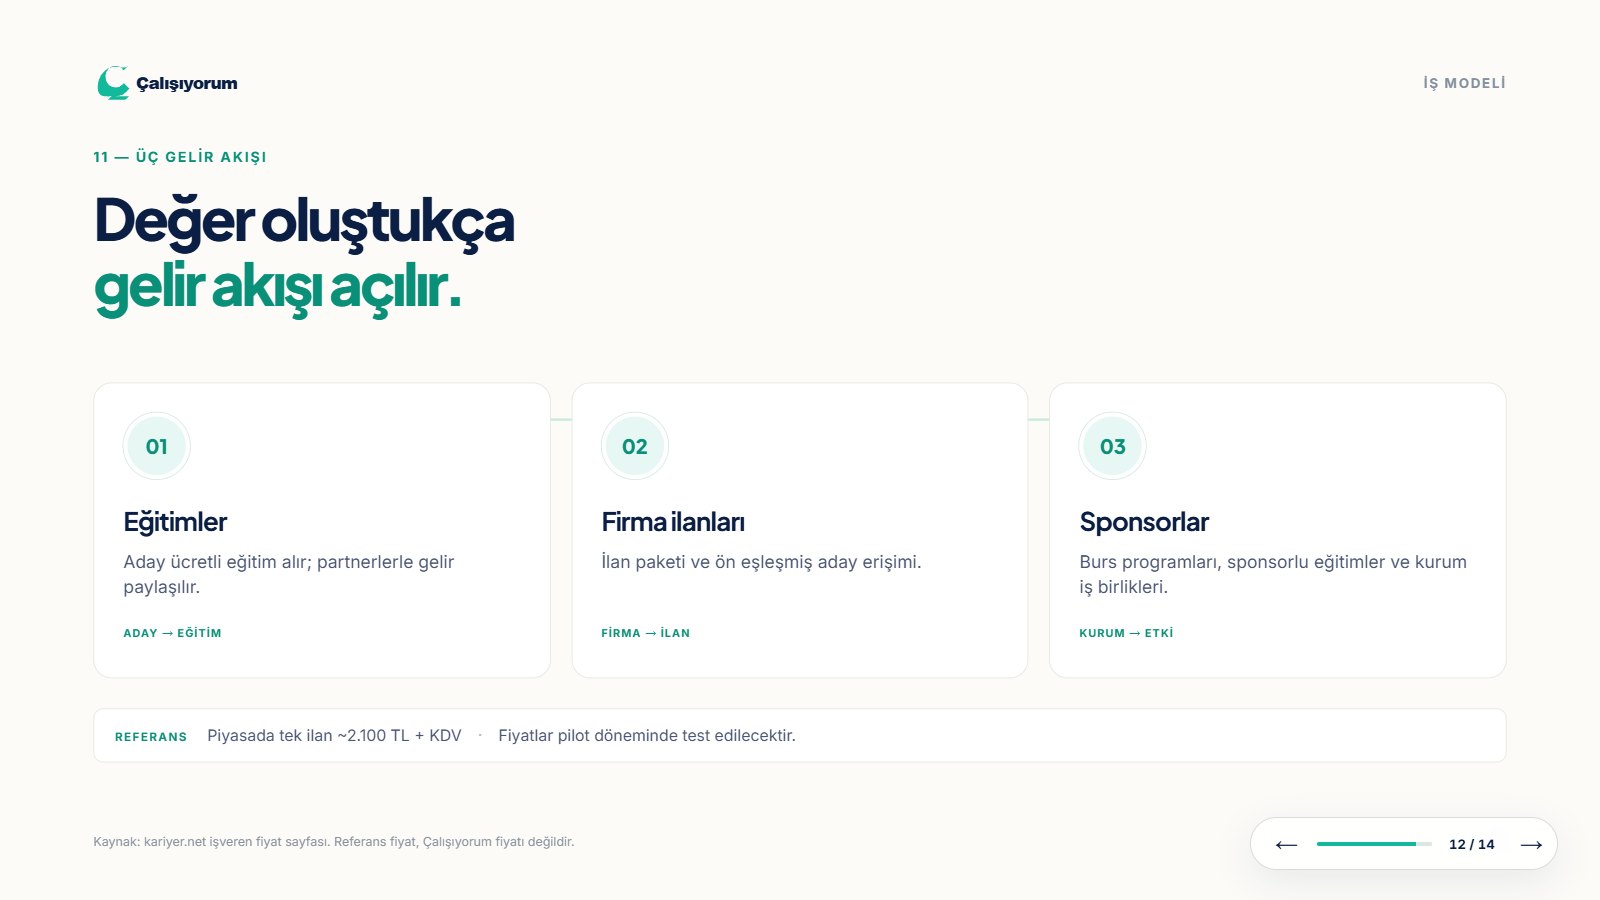 Çalışıyorum
İŞ MODELİ
11 — ÜÇ GELİR AKIŞI
Değer oluştukça
gelir akışı açılır.
01
Eğitimler
Aday ücretli eğitim alır; partnerlerle gelir
paylaşılır.
ADAY → EĞİTİM
02
Firma ilanları
İlan paketi ve ön eşleşmiş aday erişimi.
FİRMA → İLAN
03
Sponsorlar
Burs programları, sponsorlu eğitimler ve kurum
iş birlikleri.
KURUM → ETKİ
REFERANS Piyasada tek ilan ~2.100 TL + KDV · Fiyatlar pilot döneminde test edilecektir.
Kaynak: kariyer.net işveren fiyat sayfası. Referans fiyat, Çalışıyorum fiyatı değildir.
← 12 / 14 →